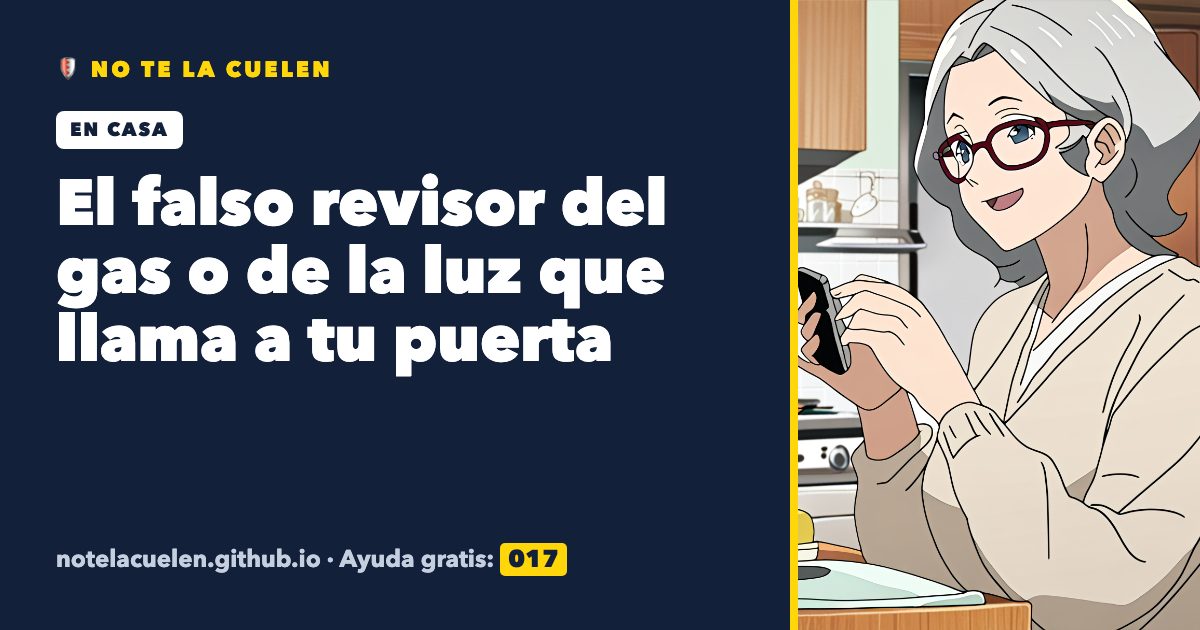 NO TE LA CUELEN
EN CASA
El falso revisor del
gas o de la luz que
llama a tu puerta
notelacuelen.github.io · Ayuda gratis: 017